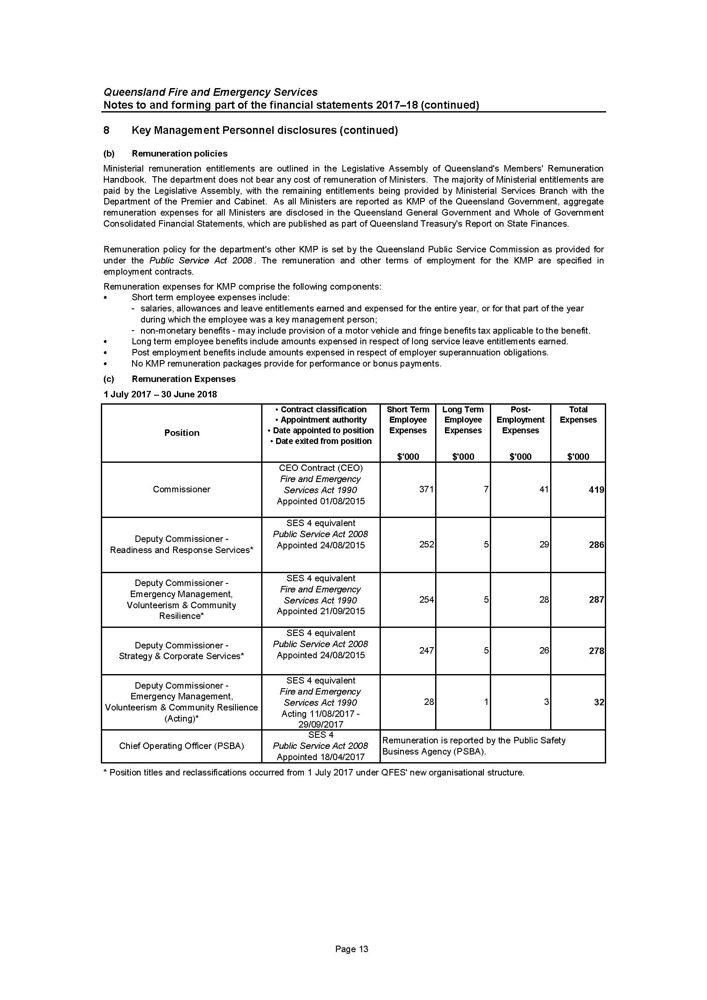 Queensland Fire and Emergency Services
Notes to and forming part of the financial statements 2017–18 (continued)
8 Key Management Personnel disclosures (continued)
(b) Remuneration policies
Ministerial remuneration entitlements are outlined in the Legislative Assembly of Queensland's Members' Remuneration
Handbook. The department does not bear any cost of remuneration of Ministers. The majority of Ministerial entitlements are
paid by the Legislative Assembly, with the remaining entitlements being provided by Ministerial Services Branch with the
Department of the Premier and Cabinet. As all Ministers are reported as KMP of the Queensland Government, aggregate
remuneration expenses for all Ministers are disclosed in the Queensland General Government and Whole of Government
Consolidated Financial Statements, which are published as part of Queensland Treasury's Report on State Finances.
Remuneration policy for the department's other KMP is set by the Queensland Public Service Commission as provided for
under the Public Service Act 2008. The remuneration and other terms of employment for the KMP are specified in
employment contracts.
Remuneration expenses for KMP comprise the following components:
• Short term employee expenses include:
- salaries, allowances and leave entitlements earned and expensed for the entire year, or for that part of the year
during which the employee was a key management person;
- non-monetary benefits - may include provision of a motor vehicle and fringe benefits tax applicable to the benefit.
• Long term employee benefits include amounts expensed in respect of long service leave entitlements earned.
• Post employment benefits include amounts expensed in respect of employer superannuation obligations.
• No KMP remuneration packages provide for performance or bonus payments.
(c) Remuneration Expenses
1 July 2017 – 30 June 2018
Position
• Contract classification
• Appointment authority
• Date appointed to position
• Date exited from position
Short Term
Employee
Expenses
$'000
Long Term
Employee
Expenses
$'000
Post-
Employment
Expenses
$'000
Total
Expenses
$'000
Commissioner
CEO Contract (CEO)
Fire and Emergency
Services Act 1990
Appointed 01/08/2015
371 7 41 419
Deputy Commissioner -
Readiness and Response Services*
SES 4 equivalent
Public Service Act 2008
Appointed 24/08/2015
252 5 29 286
Deputy Commissioner -
Emergency Management,
Volunteerism & Community
Resilience*
SES 4 equivalent
Fire and Emergency
Services Act 1990
Appointed 21/09/2015
254 5 28 287
Deputy Commissioner -
Strategy & Corporate Services*
SES 4 equivalent
Public Service Act 2008
Appointed 24/08/2015
247 5 26 278
Deputy Commissioner -
Emergency Management,
Volunteerism & Community Resilience
(Acting)*
SES 4 equivalent
Fire and Emergency
Services Act 1990
Acting 11/08/2017 -
29/09/2017
28 1 3 32
Chief Operating Officer (PSBA)
SES 4
Public Service Act 2008
Appointed 18/04/2017
Remuneration is reported by the Public Safety
Business Agency (PSBA).
* Position titles and reclassifications occurred from 1 July 2017 under QFES' new organisational structure.
Page 13